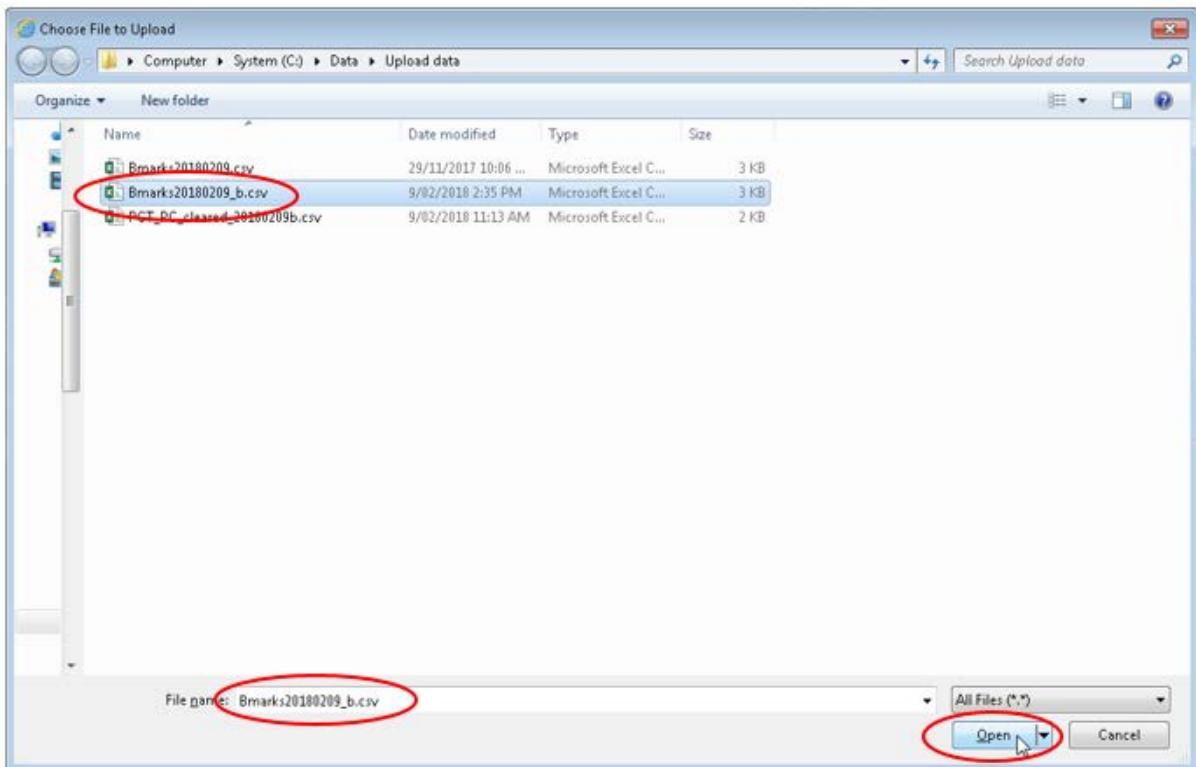 Choose File to Upload
Computer ▸ System (C:) ▸ Data ▸ Upload data
Search Upload data
Organize
New folder
Name Date modified Type Size
Bmarks20180209.csv 29/11/2017 10:06 ... Microsoft Excel C... 3 KB
Bmarks20180209_b.csv 9/02/2018 2:35 PM Microsoft Excel C... 3 KB
PCT_PC_cleared_20180209b.csv 9/02/2018 11:13 AM Microsoft Excel C... 2 KB
File name: Bmarks20180209_b.csv
All Files (*.*)
Open Cancel